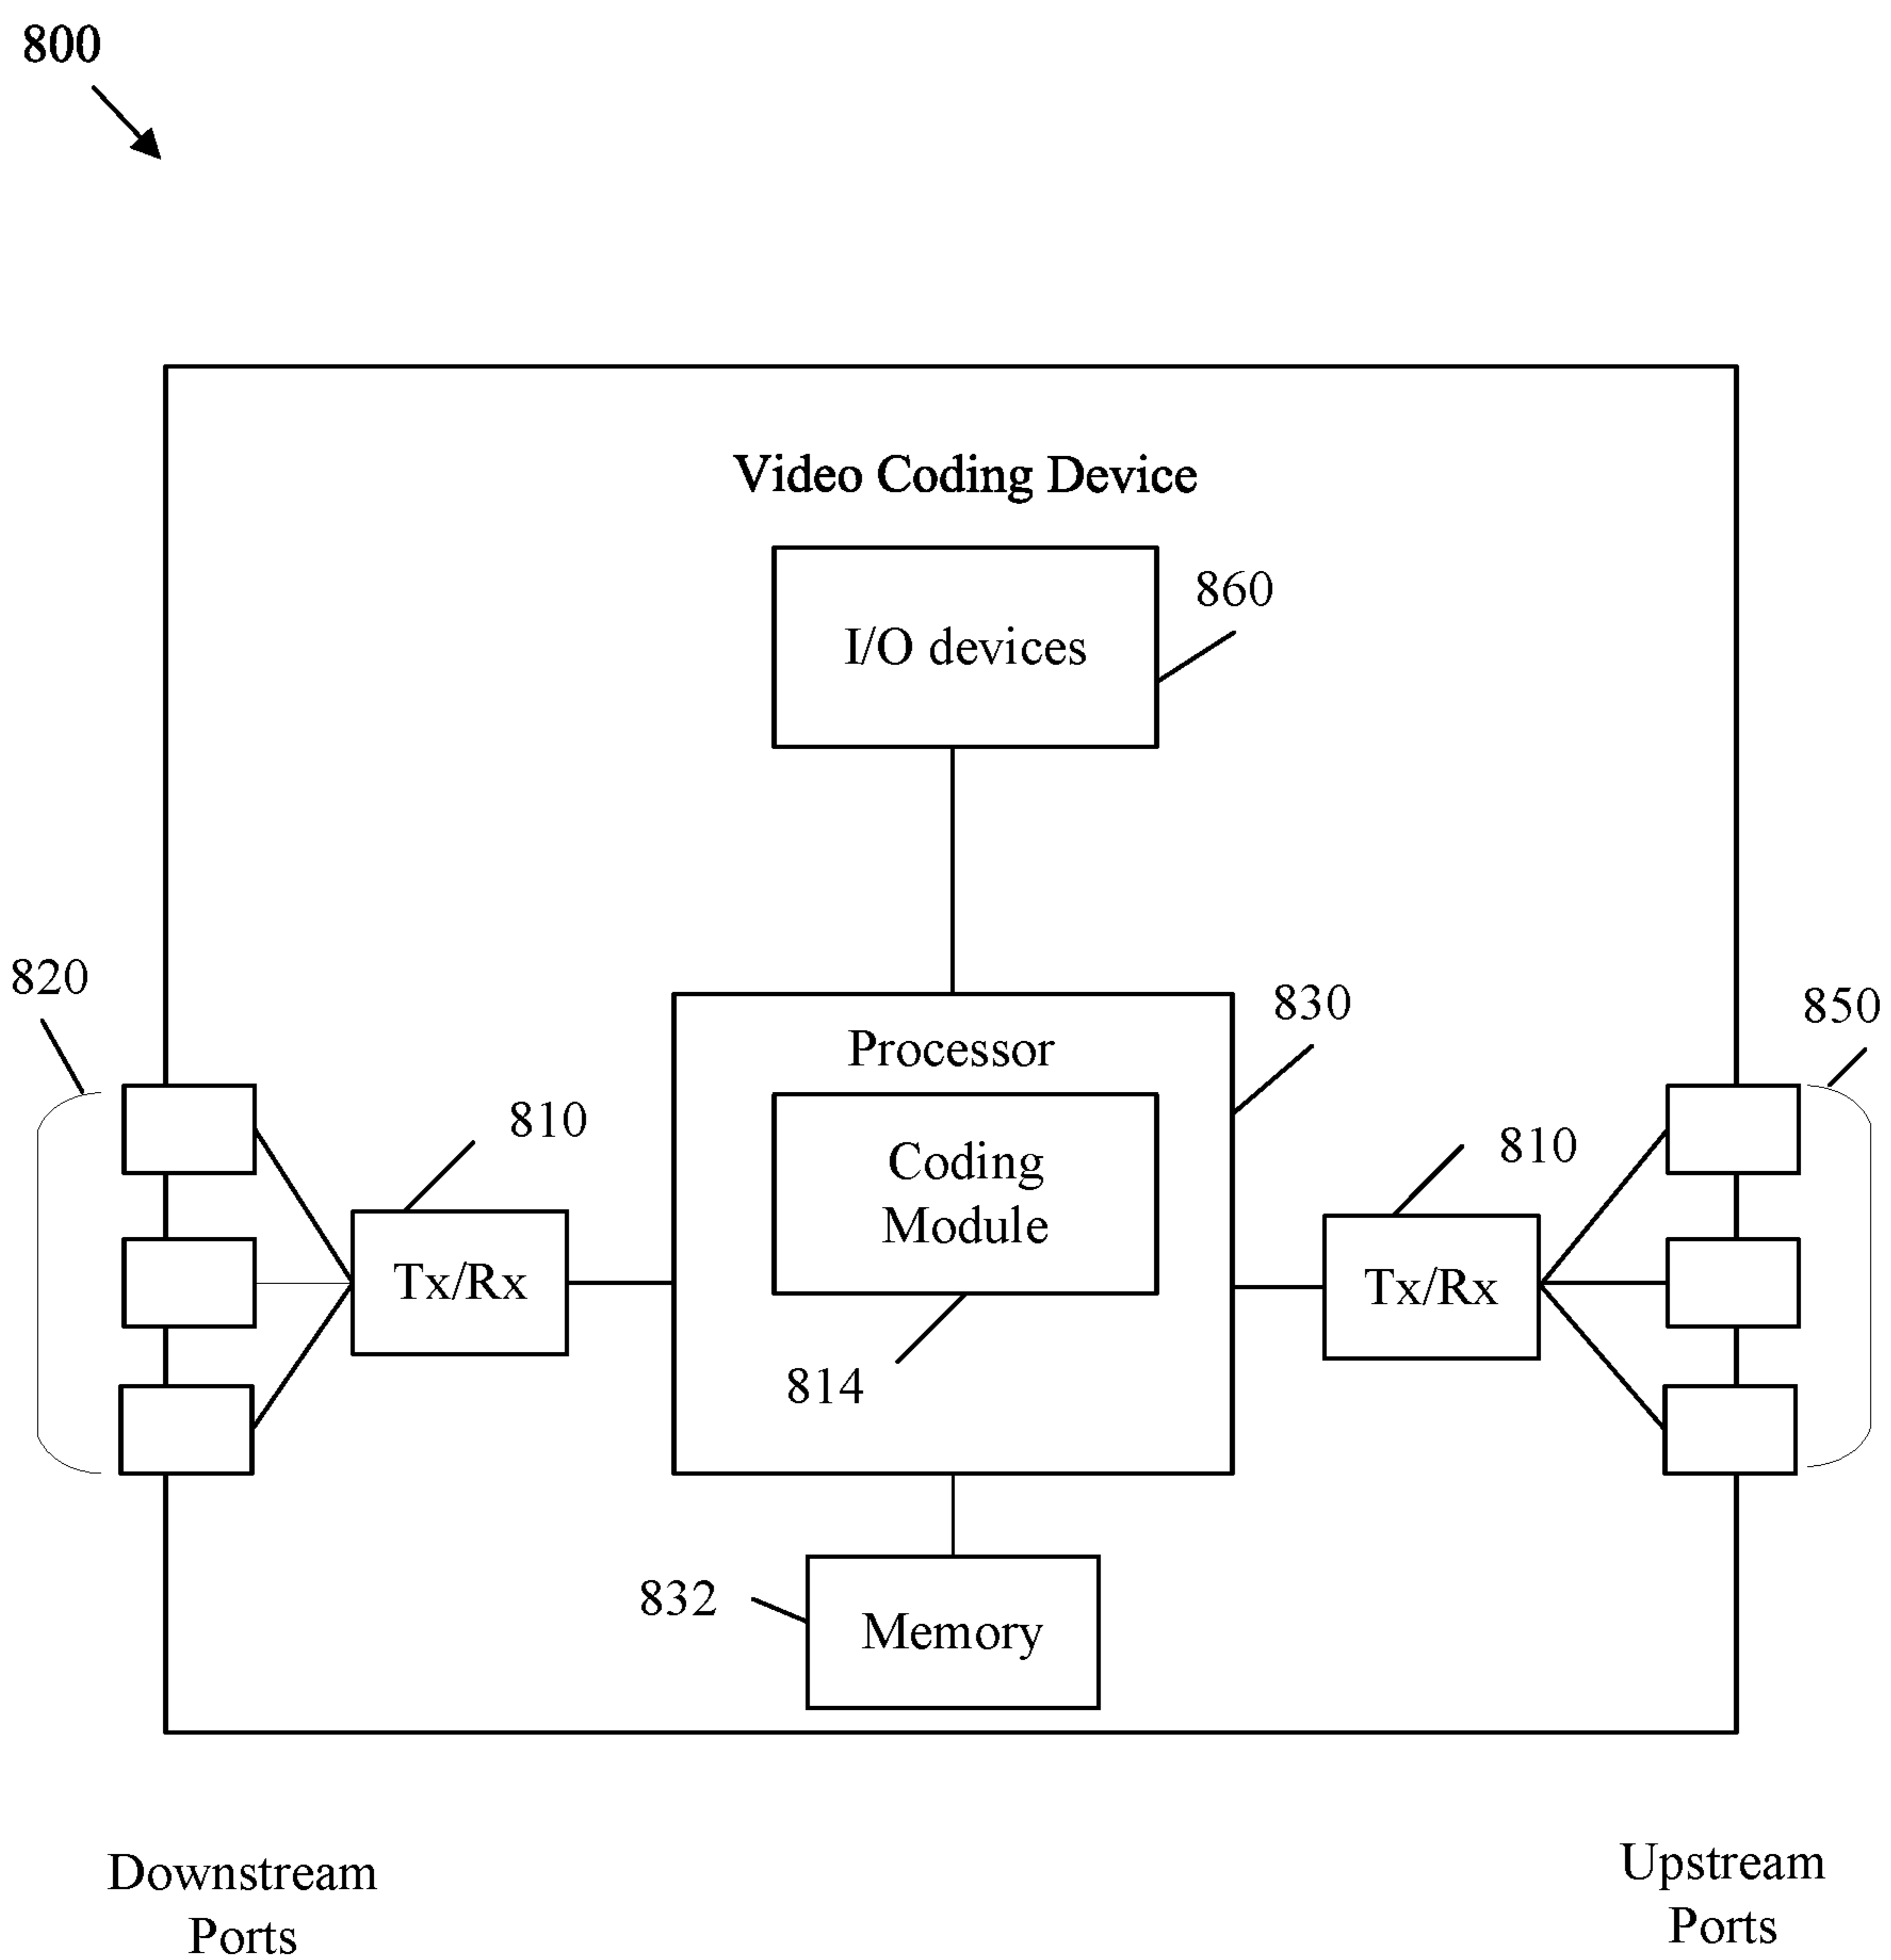 800
Video Coding Device
I/O devices
860
820
830
850
Processor
810
810
Coding
Module
Tx/Rx
Tx/Rx
814
832
Memory
Downstream
Ports
Upstream
Ports